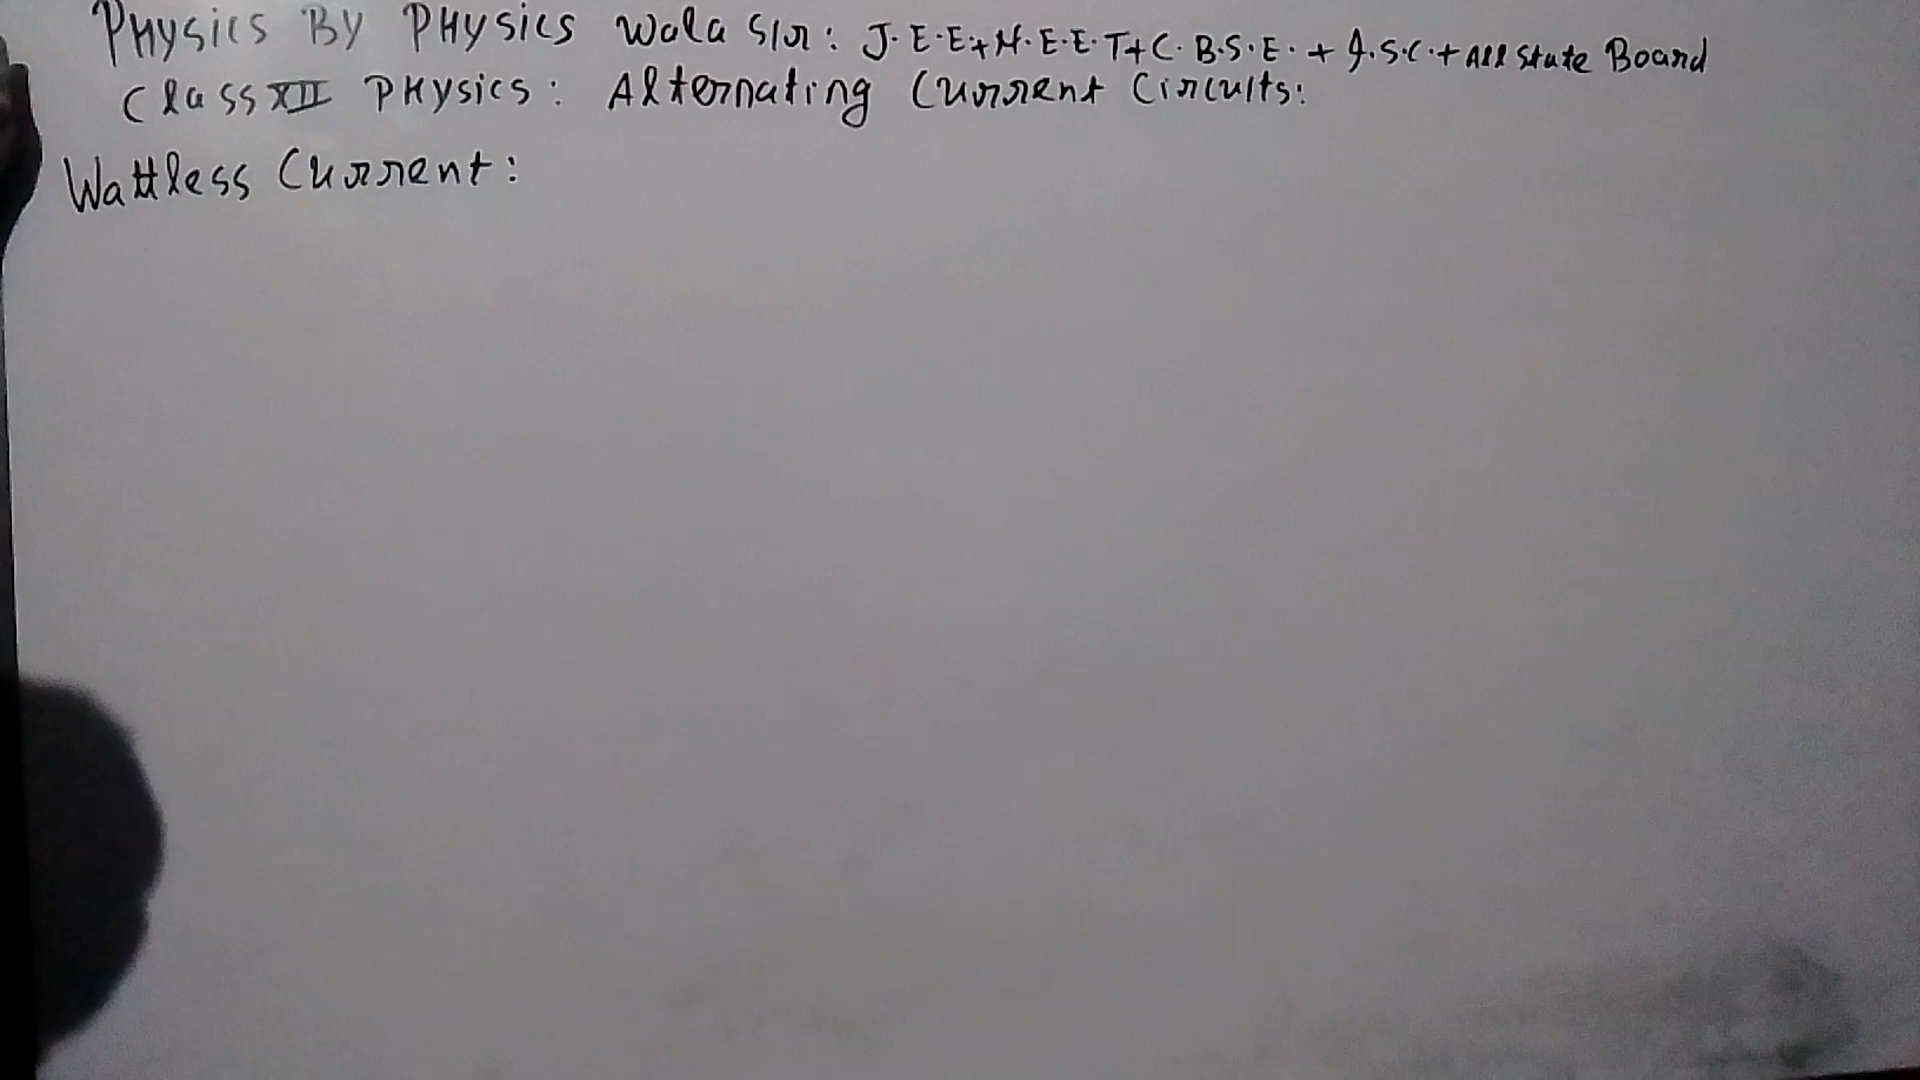 Physics By Physics Wala Sir: J.E.E+N.E.E.T+C.B.S.E.+I.S.C.+All State Board
Class XII Physics: Alternating Current Circuits:
Wattless Current: